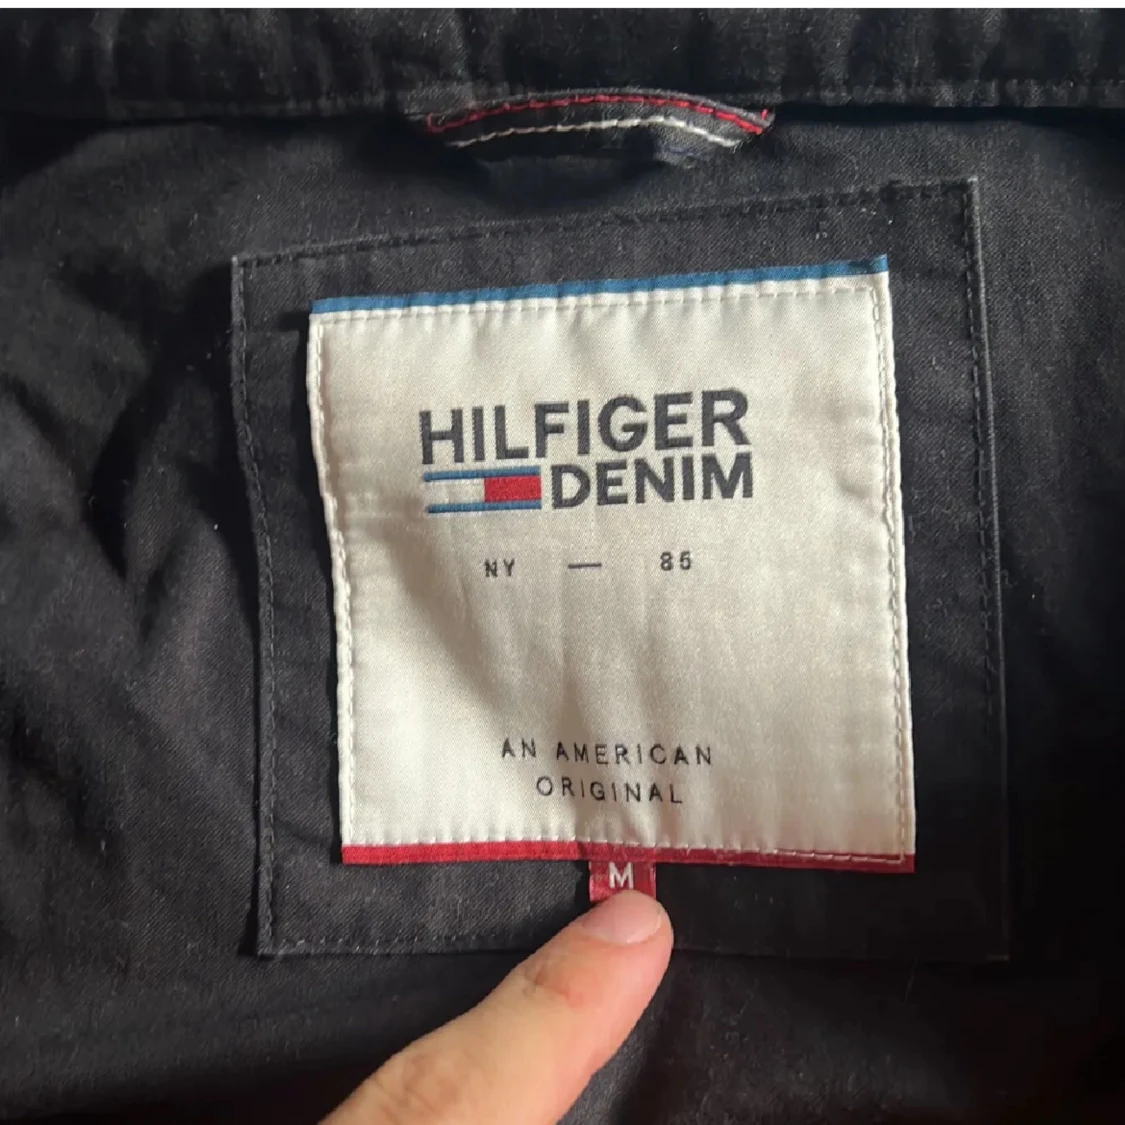 HILFIGER
DENIM
NY — 85
AN AMERICAN
ORIGINAL
M